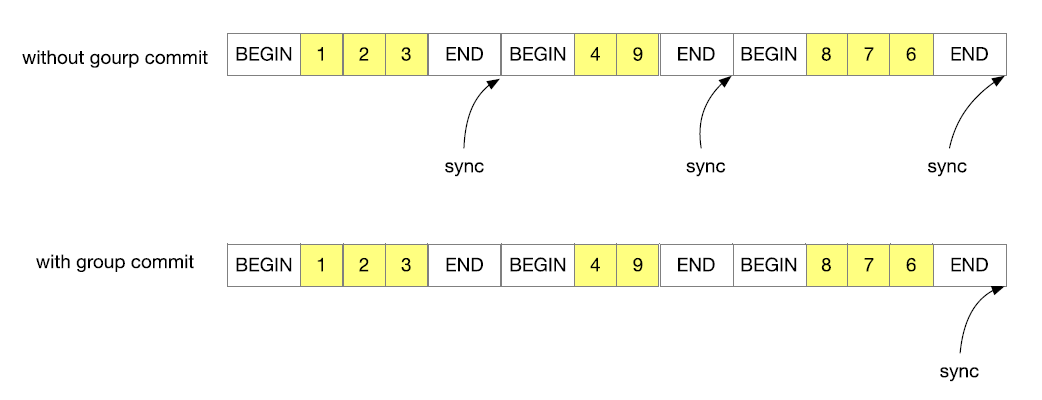 without gourp commit BEGIN 1 2 3 END BEGIN 4 9 END BEGIN 8 7 6 END
sync sync sync
with group commit BEGIN 1 2 3 END BEGIN 4 9 END BEGIN 8 7 6 END
sync